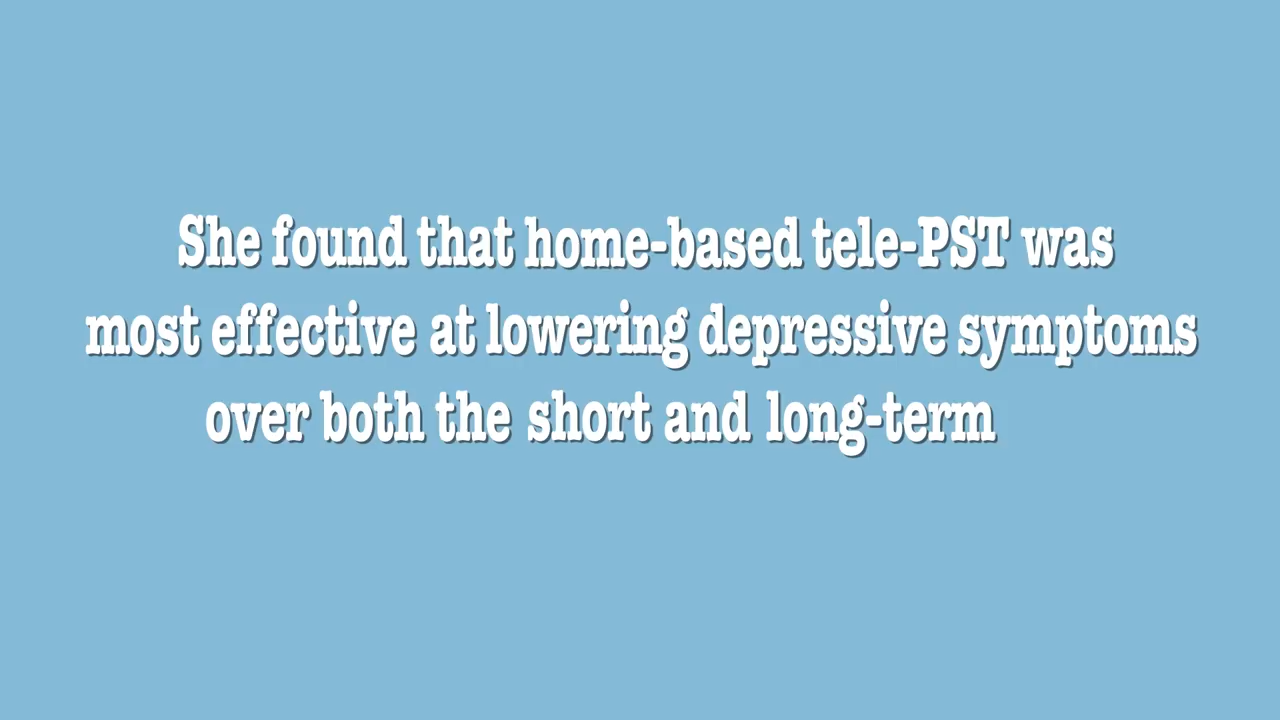 She found that home-based tele-PST was
most effective at lowering depressive symptoms
over both the short and long-term